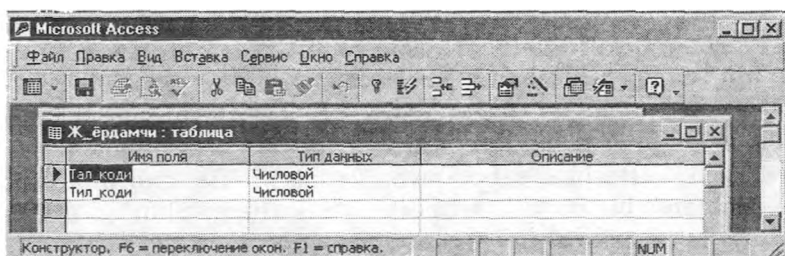 Microsoft Access
Файл Правка Вид Вставка Сервис Окно Справка
Ж_ёрдамчи : таблица
Имя поля Тип данных Описание
Тал_коди Числовой
Тил_коди Числовой
Конструктор. F6 = переключение окон. F1 = справка. NUM